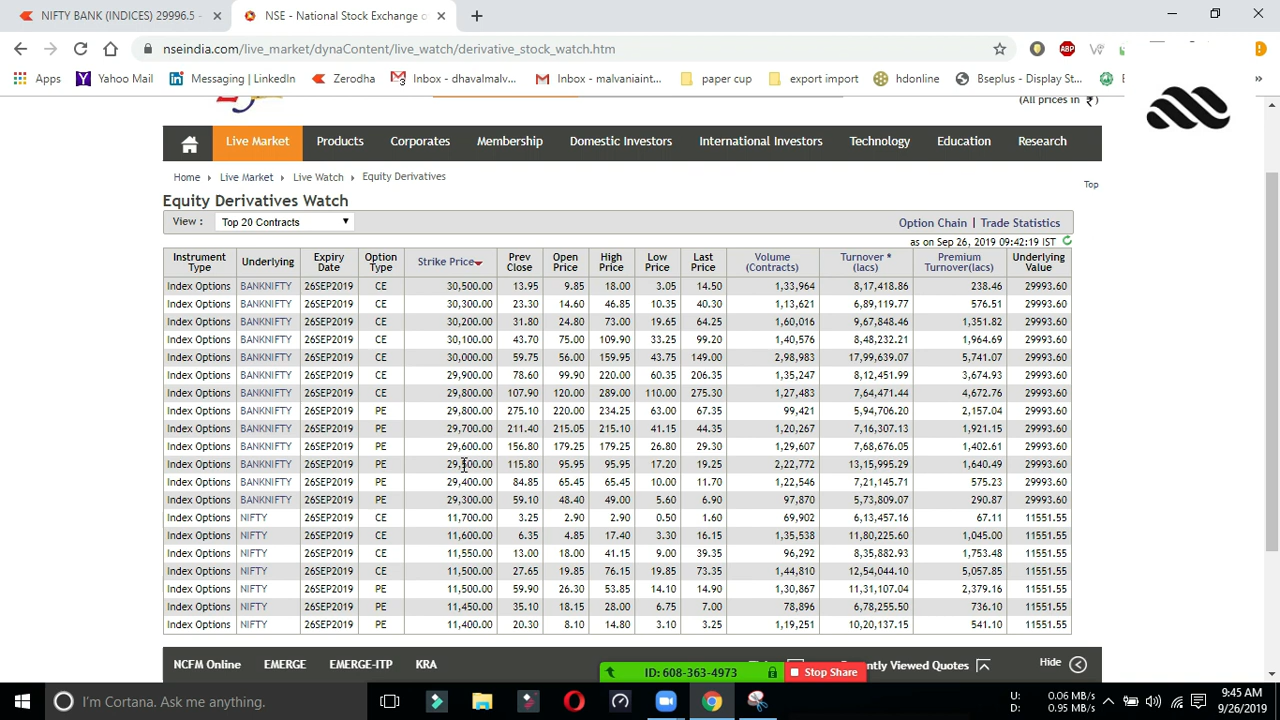 NIFTY BANK (INDICES) 29996.5 -
NSE - National Stock Exchange
nseindia.com/live_market/dynaContent/live_watch/derivative_stock_watch.htm
ABP
Apps Yahoo Mail Messaging | LinkedIn Zerodha Inbox - dhavalmalv... Inbox - malvaniaint... paper cup export import hdonline Bseplus - Display St...
(All prices in ₹)
Live Market Products Corporates Membership Domestic Investors International Investors Technology Education Research
Home › Live Market › Live Watch › Equity Derivatives
Top
Equity Derivatives Watch
View : Top 20 Contracts Option Chain | Trade Statistics
as on Sep 26, 2019 09:42:19 IST
Instrument Type Underlying Expiry Date Option Type Strike Price Prev Close Open Price High Price Low Price Last Price Volume (Contracts) Turnover * (lacs) Premium Turnover(lacs) Underlying Value
Index Options BANKNIFTY 26SEP2019 CE 30,500.00 13.95 9.85 18.00 3.05 14.50 1,33,964 8,17,418.86 238.46 29993.60
Index Options BANKNIFTY 26SEP2019 CE 30,300.00 23.30 14.60 46.85 10.35 40.30 1,13,621 6,89,119.77 576.51 29993.60
Index Options BANKNIFTY 26SEP2019 CE 30,200.00 31.80 24.80 73.00 19.65 64.25 1,60,016 9,67,848.46 1,351.82 29993.60
Index Options BANKNIFTY 26SEP2019 CE 30,100.00 43.70 75.00 109.90 33.25 99.20 1,40,576 8,48,232.21 1,964.69 29993.60
Index Options BANKNIFTY 26SEP2019 CE 30,000.00 59.75 56.00 159.95 43.75 149.00 2,98,983 17,99,639.07 5,741.07 29993.60
Index Options BANKNIFTY 26SEP2019 CE 29,900.00 78.60 99.90 220.00 60.35 206.35 1,35,247 8,12,451.99 3,674.93 29993.60
Index Options BANKNIFTY 26SEP2019 CE 29,800.00 107.90 120.00 289.00 110.00 275.30 1,27,483 7,64,471.44 4,672.76 29993.60
Index Options BANKNIFTY 26SEP2019 PE 29,800.00 275.10 220.00 234.25 63.00 67.35 99,421 5,94,706.20 2,157.04 29993.60
Index Options BANKNIFTY 26SEP2019 PE 29,700.00 211.40 215.05 215.10 41.15 44.35 1,20,267 7,16,307.13 1,921.15 29993.60
Index Options BANKNIFTY 26SEP2019 PE 29,600.00 156.80 179.25 179.25 26.80 29.30 1,29,607 7,68,676.05 1,402.61 29993.60
Index Options BANKNIFTY 26SEP2019 PE 29,500.00 115.80 95.95 95.95 17.20 19.25 2,22,772 13,15,995.29 1,640.49 29993.60
Index Options BANKNIFTY 26SEP2019 PE 29,400.00 84.85 65.45 65.45 10.00 11.70 1,22,546 7,21,145.71 575.23 29993.60
Index Options BANKNIFTY 26SEP2019 PE 29,300.00 59.10 48.40 49.00 5.60 6.90 97,870 5,73,809.07 290.87 29993.60
Index Options NIFTY 26SEP2019 CE 11,700.00 3.25 2.90 2.90 0.50 1.60 69,902 6,13,457.16 67.11 11551.55
Index Options NIFTY 26SEP2019 CE 11,600.00 6.35 4.85 17.40 3.30 16.15 1,35,538 11,80,225.60 1,045.00 11551.55
Index Options NIFTY 26SEP2019 CE 11,550.00 13.00 18.00 41.15 9.00 39.35 96,292 8,35,882.93 1,753.48 11551.55
Index Options NIFTY 26SEP2019 CE 11,500.00 27.65 19.85 76.15 19.85 73.35 1,44,810 12,54,044.10 5,057.85 11551.55
Index Options NIFTY 26SEP2019 PE 11,500.00 59.90 26.30 53.85 14.10 14.90 1,30,867 11,31,107.04 2,379.16 11551.55
Index Options NIFTY 26SEP2019 PE 11,450.00 35.10 18.15 28.00 6.75 7.00 78,896 6,78,255.50 736.10 11551.55
Index Options NIFTY 26SEP2019 PE 11,400.00 20.30 8.10 14.80 3.10 3.25 1,19,251 10,20,137.15 541.10 11551.55
NCFM Online EMERGE EMERGE-ITP KRA Viewed Quotes Hide
ID: 608-363-4973 Stop Share
I'm Cortana. Ask me anything.
U: 0.06 MB/s
D: 0.95 MB/s
9:45 AM
9/26/2019